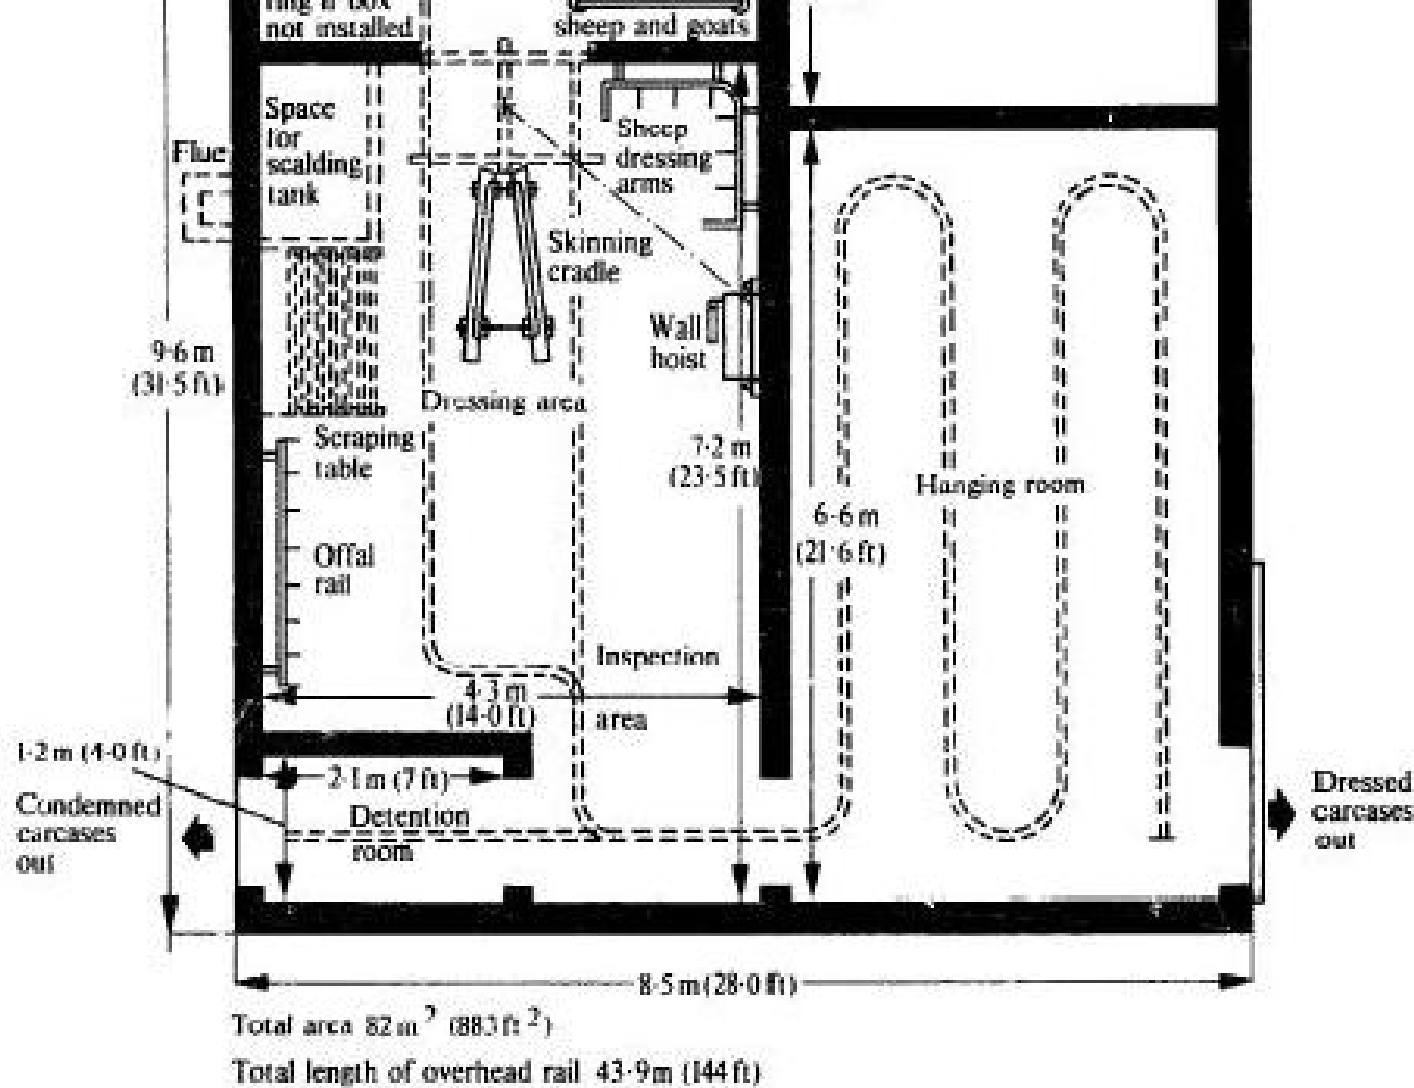 ring if box
not installed
sheep and goats
Space
for
scalding
tank
Flue
Sheep
dressing
arms
Skinning
cradle
Wall
hoist
9·6 m
(31·5 ft)
Dressing area
Scraping
table
7·2 m
(23·5 ft)
Hanging room
6·6 m
(21·6 ft)
Offal
rail
Inspection
area
4·3 m
(14·0 ft)
1·2 m (4·0 ft)
2·1 m (7 ft)
Condemned
carcases
out
Detention
room
Dressed
carcases
out
8·5 m (28·0 ft)
Total area 82 m² (883 ft²)
Total length of overhead rail 43·9 m (144 ft)